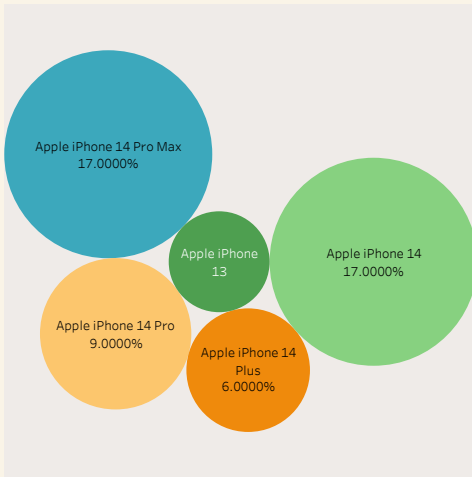 Apple iPhone 14 Pro Max
17.0000%
Apple iPhone
13
Apple iPhone 14
17.0000%
Apple iPhone 14 Pro
9.0000%
Apple iPhone 14
Plus
6.0000%